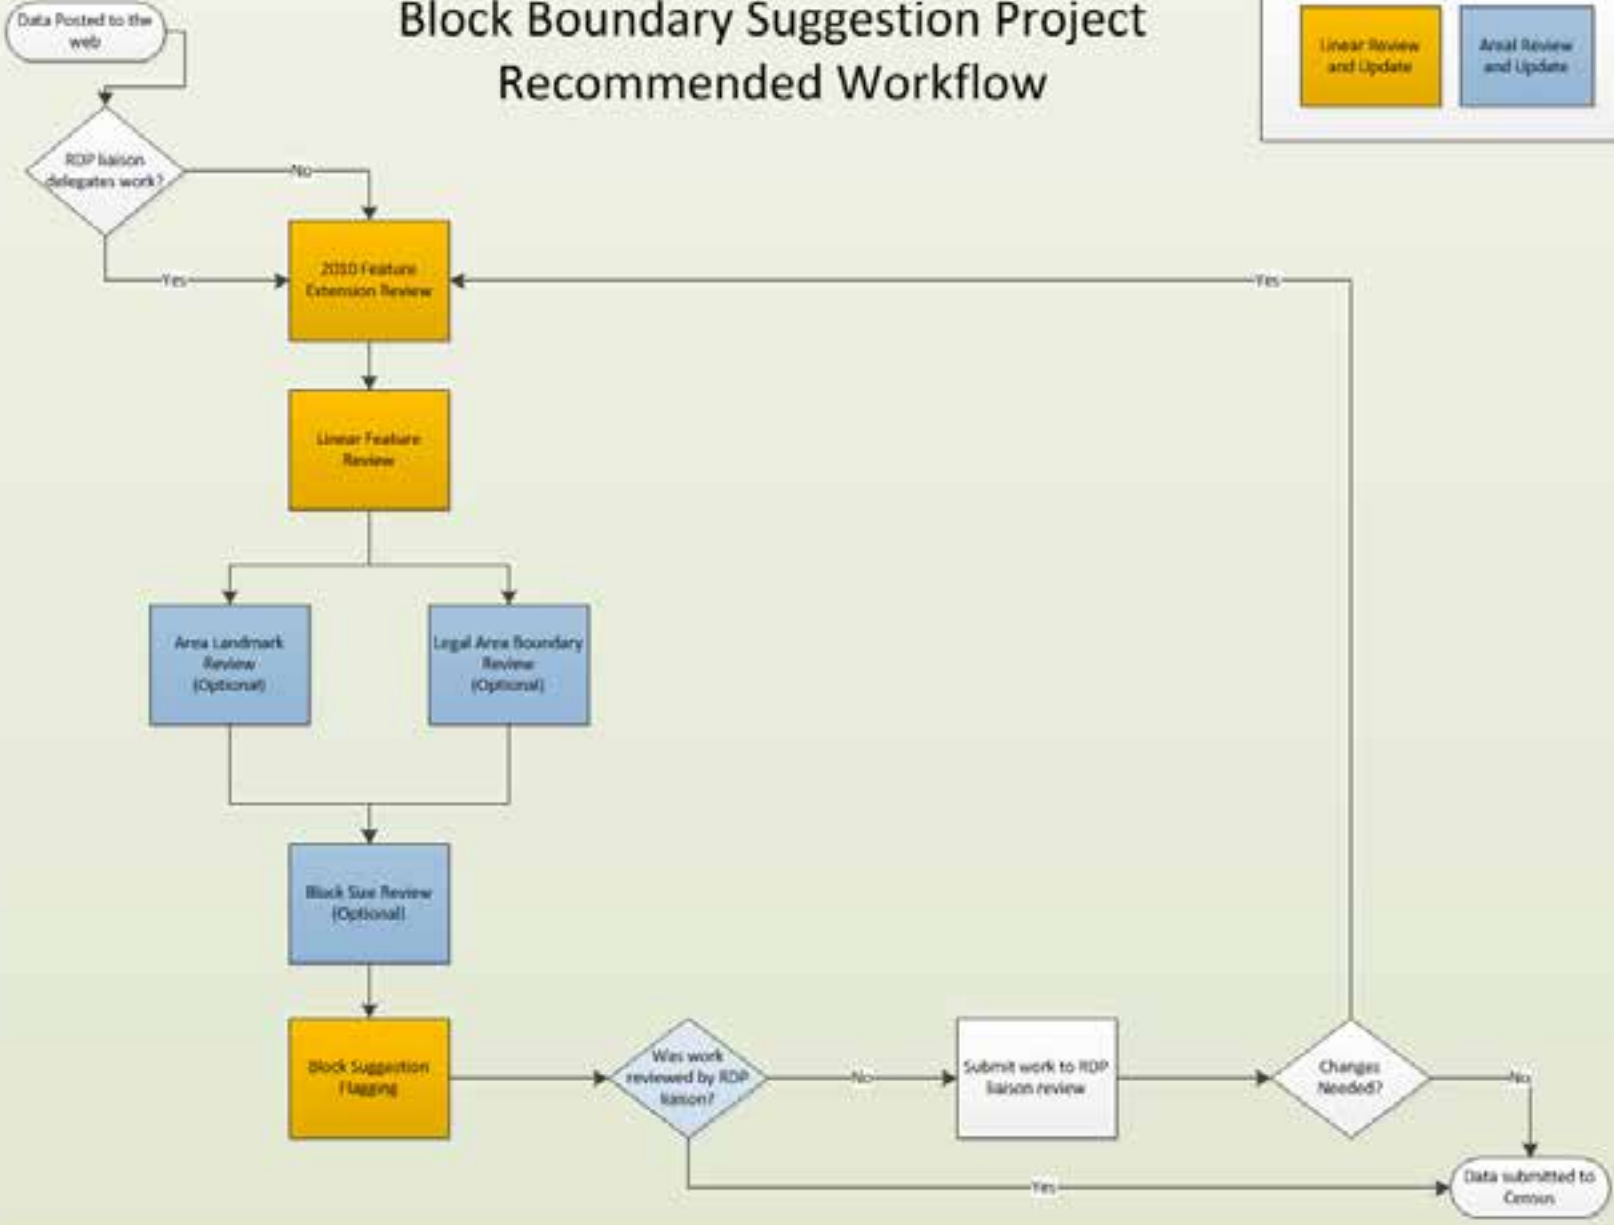 Data Posted to the
web
Block Boundary Suggestion Project
Recommended Workflow
Linear Review
and Update
Areal Review
and Update
RDP liaison
delegates work?
No
Yes
2010 Feature
Extension Review
Yes
Linear Feature
Review
Area Landmark
Review
(Optional)
Legal Area Boundary
Review
(Optional)
Block Size Review
(Optional)
Block Suggestion
Flagging
Was work
reviewed by RDP
liaison?
No
Submit work to RDP
liaison review
Changes
Needed?
No
Yes
Data submitted to
Census